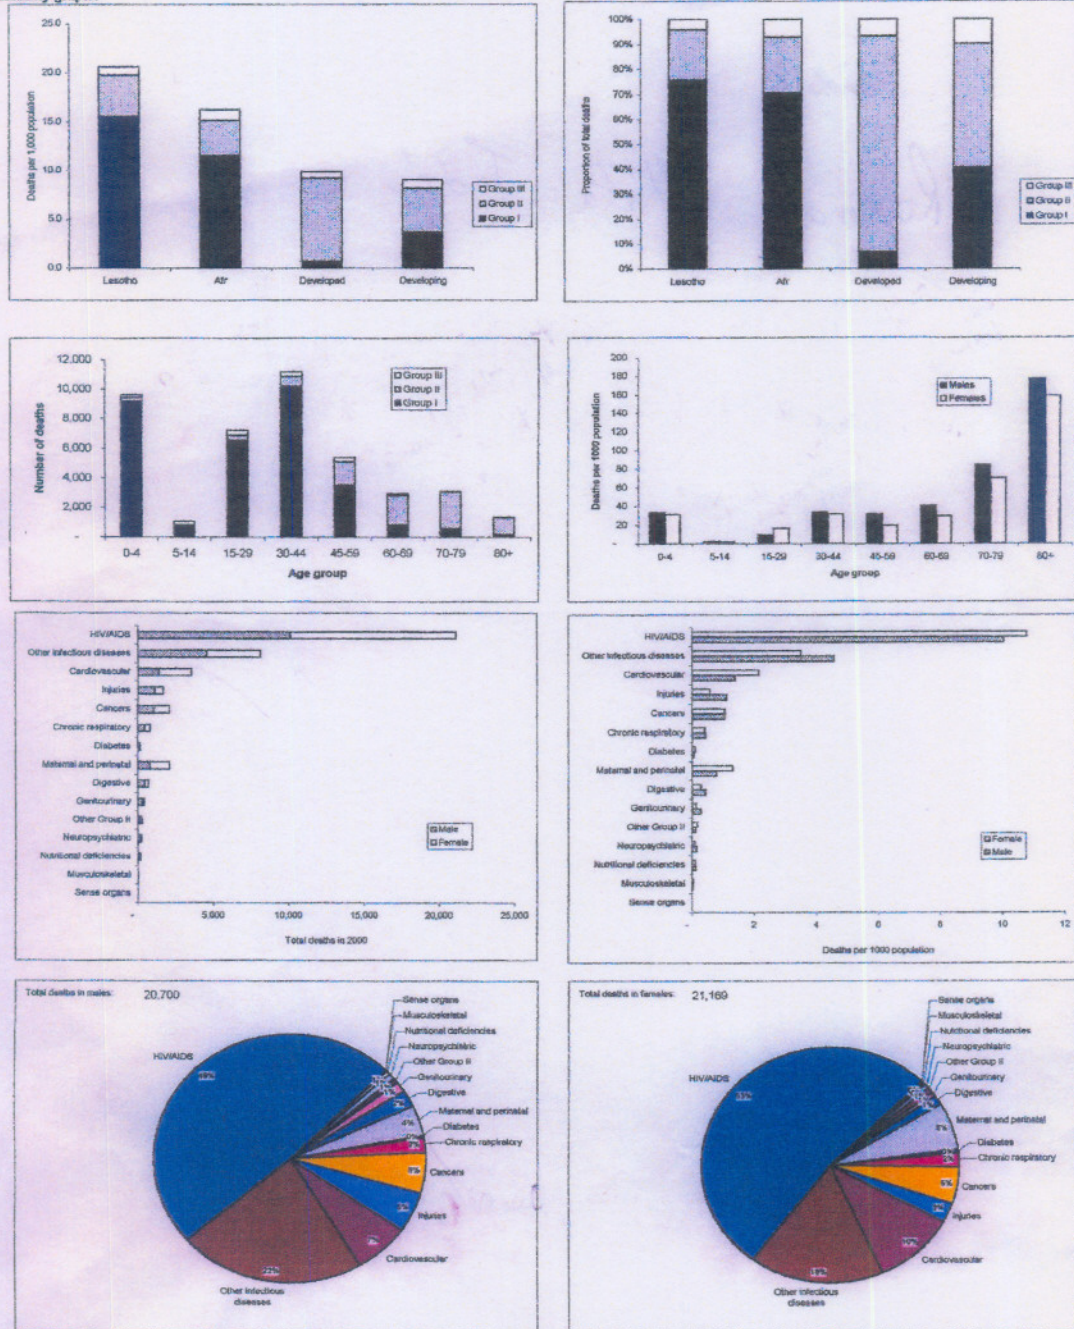 25.0
20.0
15.0
10.0
5.0
0.0
Deaths per 1,000 population
Lesotho
Afr
Developed
Developing
Group III
Group II
Group I
100%
90%
80%
70%
60%
50%
40%
30%
20%
10%
0%
Proportion of total deaths
Lesotho
Afr
Developed
Developing
Group III
Group II
Group I
12,000
10,000
8,000
6,000
4,000
2,000
-
Number of deaths
Group III
Group II
Group I
0-4
5-14
15-29
30-44
45-59
60-69
70-79
80+
Age group
200
180
160
140
120
100
80
60
40
20
-
Deaths per 1000 population
Males
Females
0-4
5-14
15-29
30-44
45-59
60-69
70-79
80+
Age group
HIV/AIDS
Other infectious diseases
Cardiovascular
Injuries
Cancers
Chronic respiratory
Diabetes
Maternal and perinatal
Digestive
Genitourinary
Other Group II
Neuropsychiatric
Nutritional deficiencies
Musculoskeletal
Sense organs
Male
Female
-
5,000
10,000
15,000
20,000
25,000
Total deaths in 2000
HIV/AIDS
Other infectious diseases
Cardiovascular
Injuries
Cancers
Chronic respiratory
Diabetes
Maternal and perinatal
Digestive
Genitourinary
Other Group II
Neuropsychiatric
Nutritional deficiencies
Musculoskeletal
Sense organs
Female
Male
-
2
4
6
8
10
12
Deaths per 1000 population
Total deaths in males: 20,700
Sense organs
Musculoskeletal
Nutritional deficiencies
Neuropsychiatric
Other Group II
Genitourinary
Digestive
Maternal and perinatal
Diabetes
Chronic respiratory
Cancers
Injuries
Cardiovascular
Other infectious
diseases
HIV/AIDS
4%
7%
Total deaths in females: 21,169
Sense organs
Musculoskeletal
Nutritional deficiencies
Neuropsychiatric
Other Group II
Genitourinary
Digestive
Maternal and perinatal
Diabetes
Chronic respiratory
Cancers
Injuries
Cardiovascular
Other infectious
diseases
HIV/AIDS
8%
6%
10%